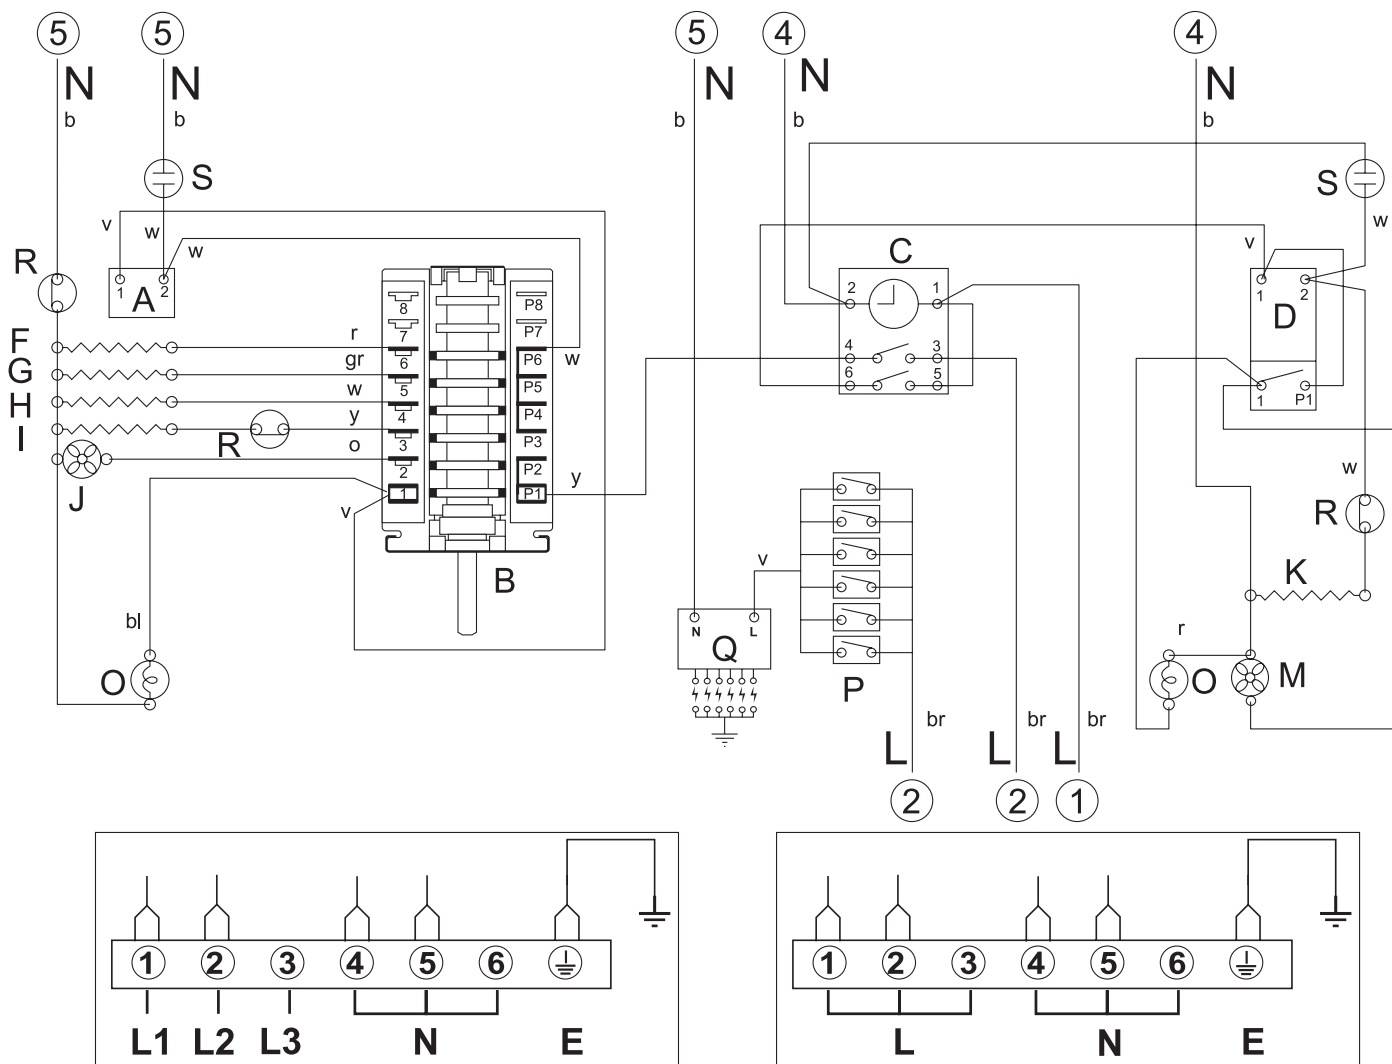 5 5 5 4 4
N N N N N
b b b b b
S S
v w w v w
R A 1 2
C
2 1
4 3
6 5
D
1 2
1 P1
F r
G gr
H w
I y
R
J o
8 P8
7 P7
6 P6 w
5 P5
4 P4
3 P3
2 P2
1 P1 y
v
B
w
R
K
v
N L
Q
P
bl
O
r
O M
L br L br L br
2 2 1
1 2 3 4 5 6
L1 L2 L3 N E
1 2 3 4 5 6
L N E